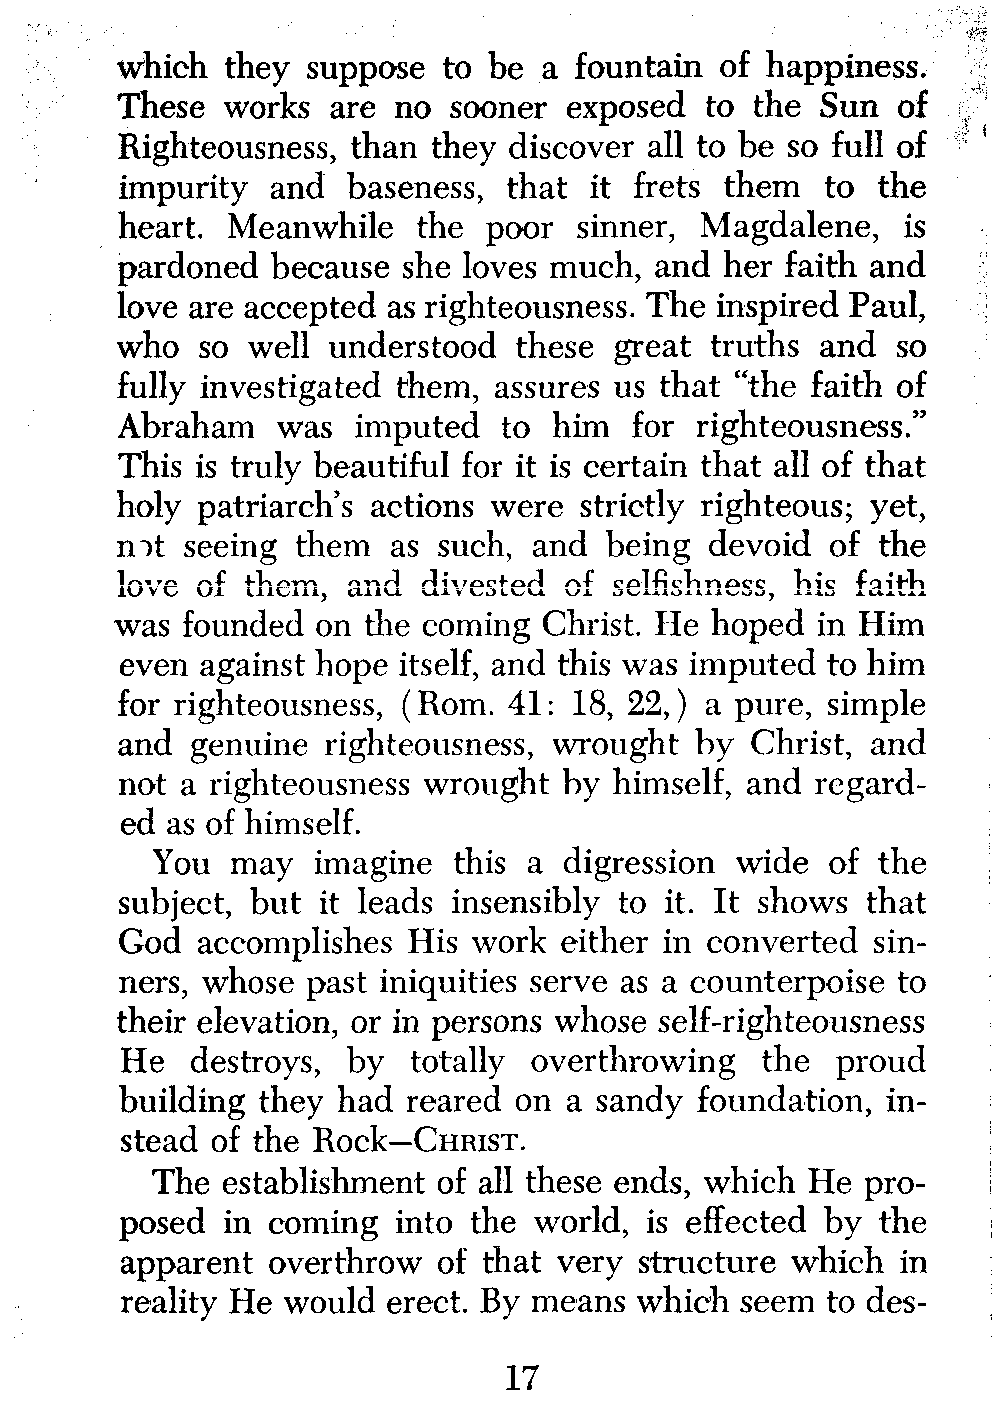 which they suppose to be a fountain of happiness.
These works are no sooner exposed to the Sun of
Righteousness, than they discover all to be so full of
impurity and baseness, that it frets them to the
heart. Meanwhile the poor sinner, Magdalene, is
pardoned because she loves much, and her faith and
love are accepted as righteousness. The inspired Paul,
who so well understood these great truths and so
fully investigated them, assures us that “the faith of
Abraham was imputed to him for righteousness.”
This is truly beautiful for it is certain that all of that
holy patriarch’s actions were strictly righteous; yet,
not seeing them as such, and being devoid of the
love of them, and divested of selfishness, his faith
was founded on the coming Christ. He hoped in Him
even against hope itself, and this was imputed to him
for righteousness, (Rom. 41: 18, 22,) a pure, simple
and genuine righteousness, wrought by Christ, and
not a righteousness wrought by himself, and regard-
ed as of himself.
You may imagine this a digression wide of the
subject, but it leads insensibly to it. It shows that
God accomplishes His work either in converted sin-
ners, whose past iniquities serve as a counterpoise to
their elevation, or in persons whose self-righteousness
He destroys, by totally overthrowing the proud
building they had reared on a sandy foundation, in-
stead of the Rock—CHRIST.
The establishment of all these ends, which He pro-
posed in coming into the world, is effected by the
apparent overthrow of that very structure which in
reality He would erect. By means which seem to des-
17